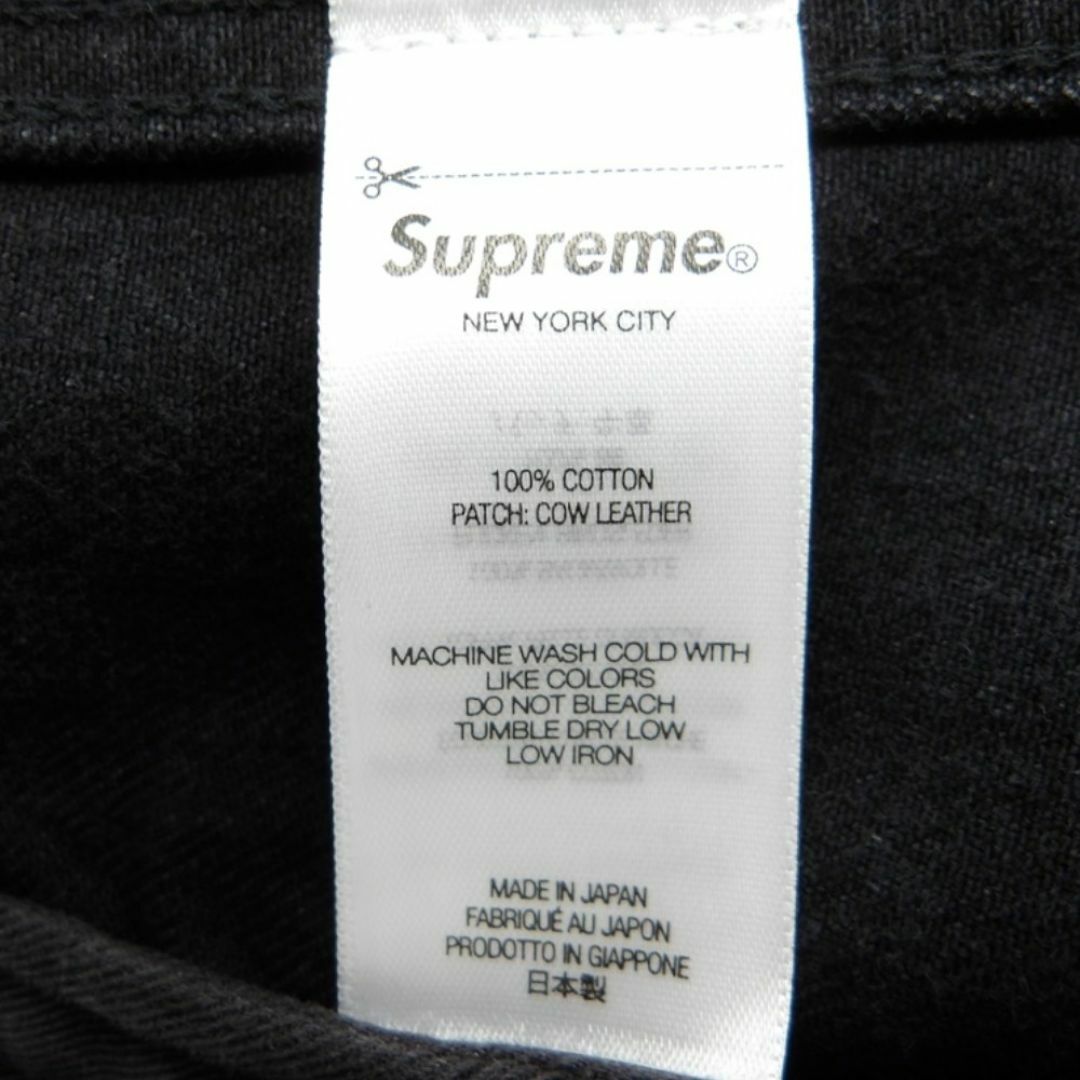 Supreme®
NEW YORK CITY
100% COTTON
PATCH: COW LEATHER
MACHINE WASH COLD WITH
LIKE COLORS
DO NOT BLEACH
TUMBLE DRY LOW
LOW IRON
MADE IN JAPAN
FABRIQUÉ AU JAPON
PRODOTTO IN GIAPPONE
日本製